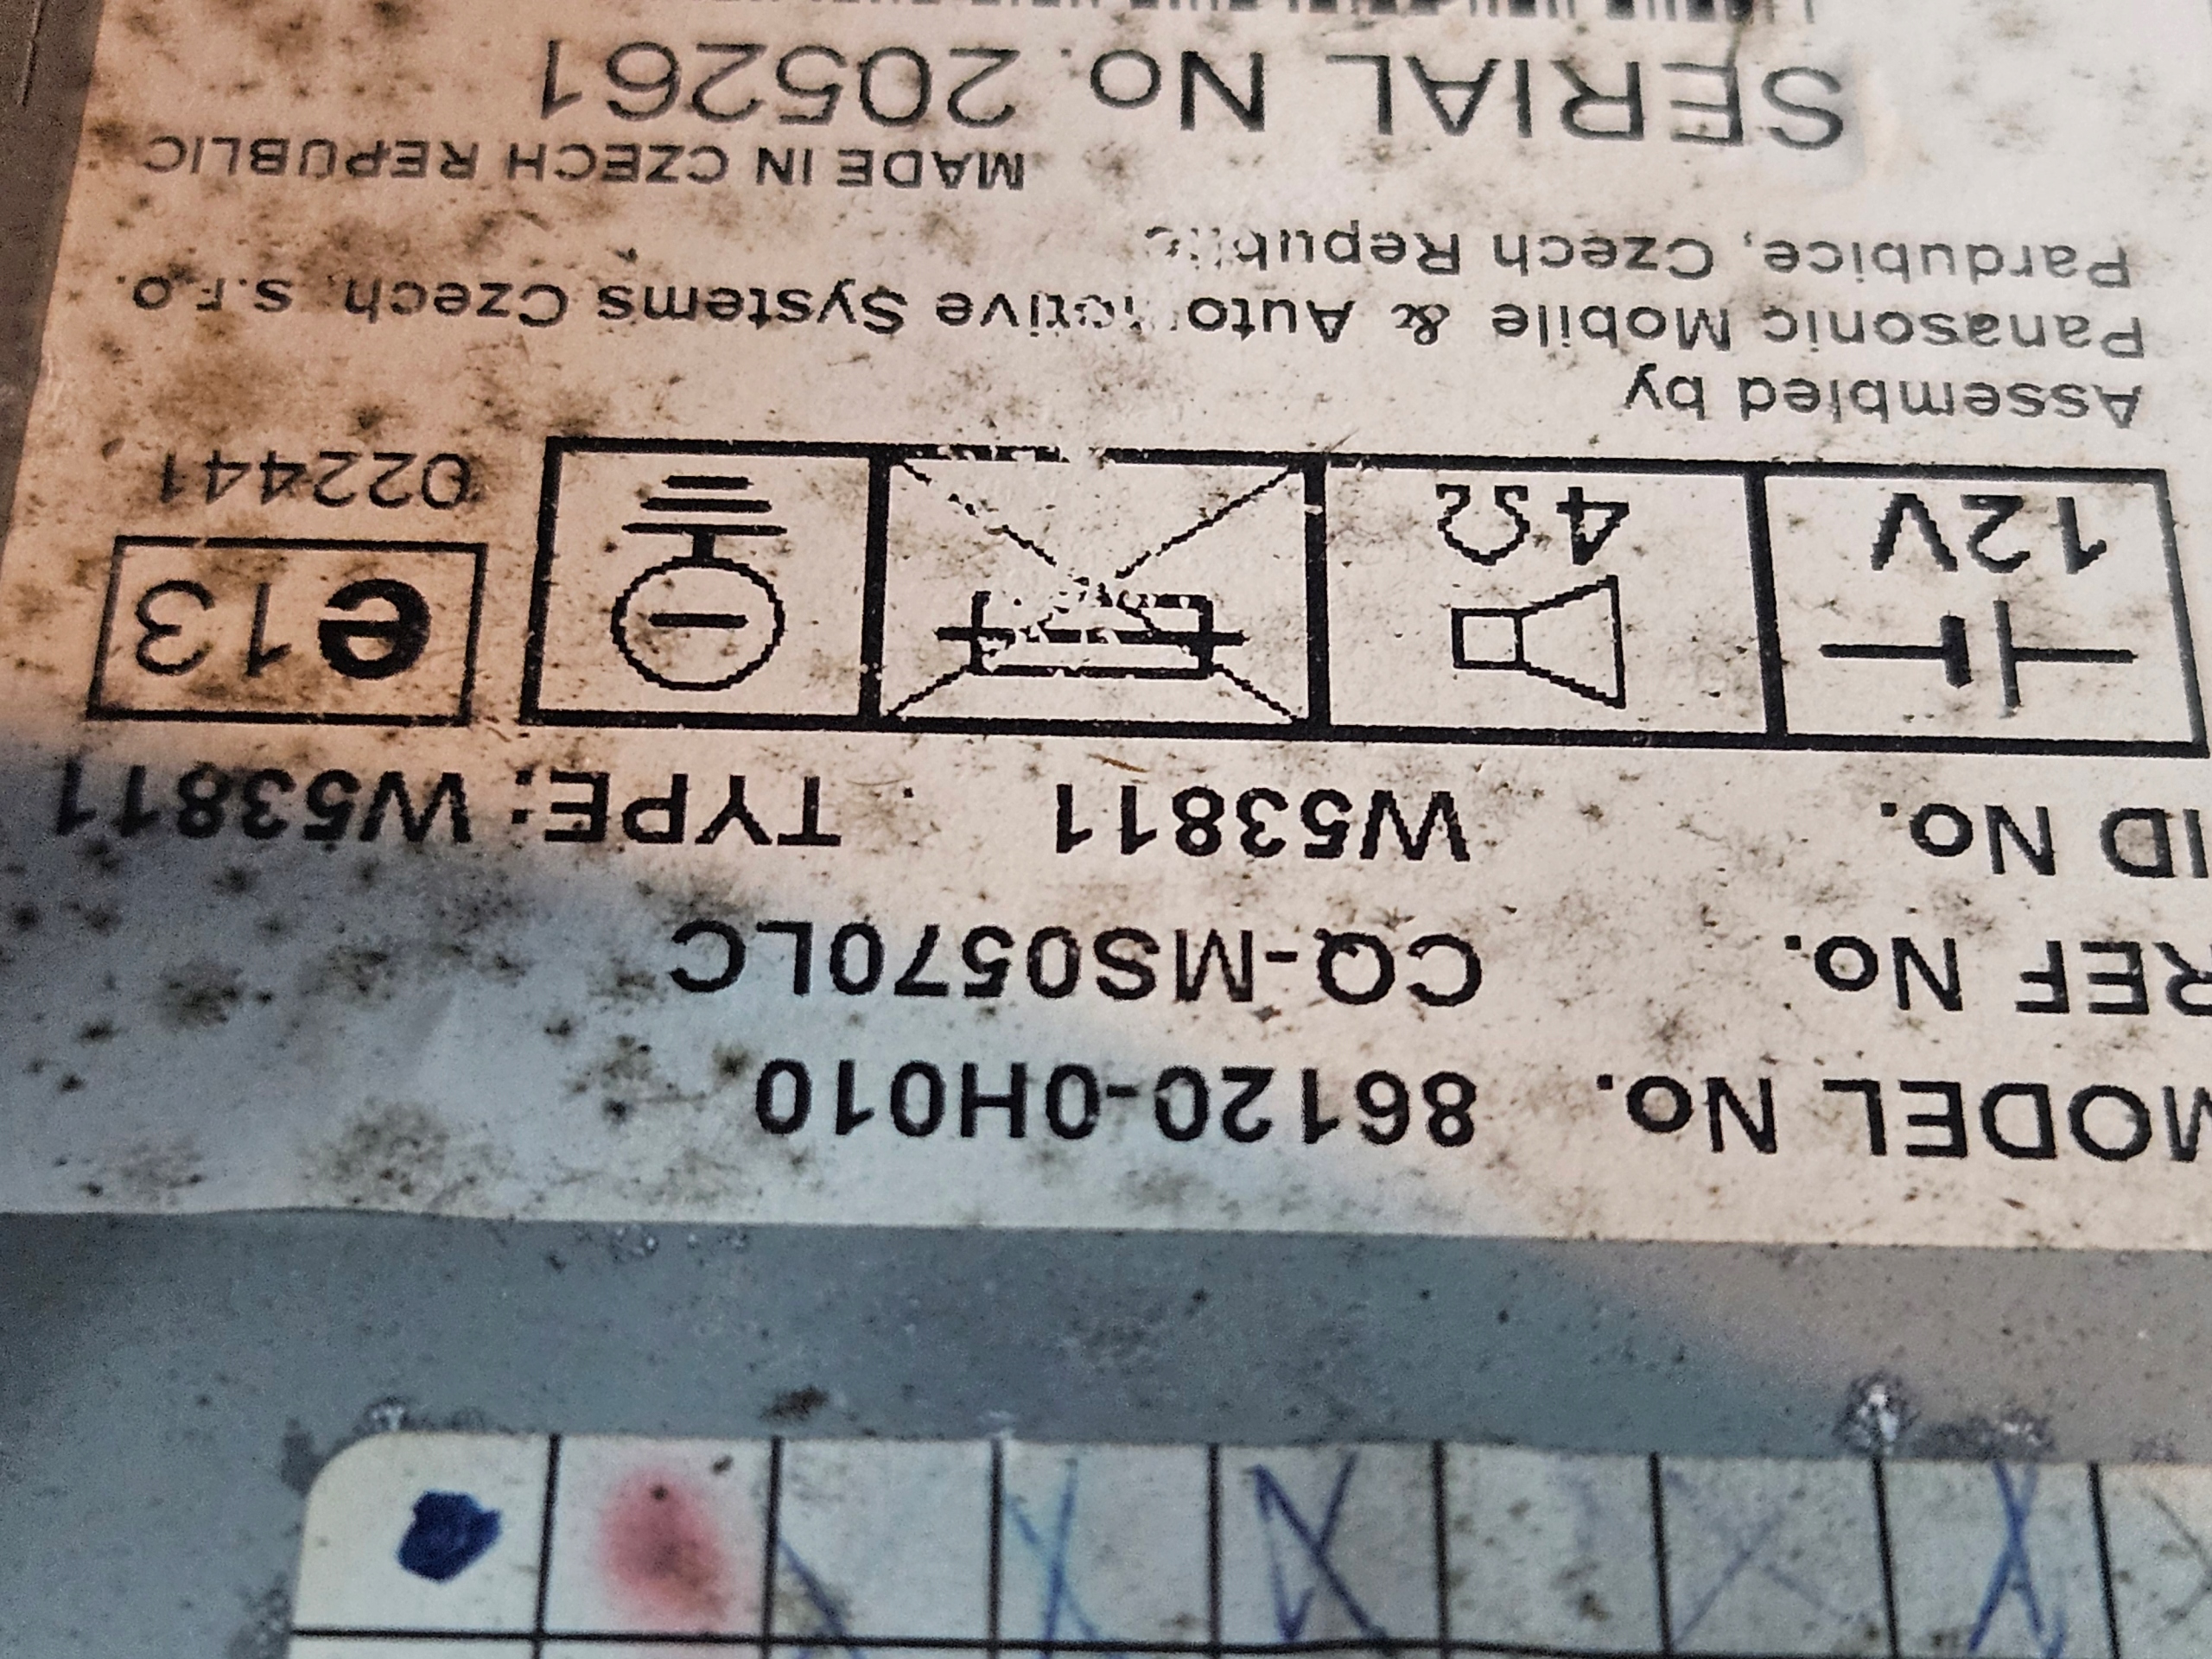 MODEL No. 86120-0H010
REF No. CQ-MS0570LC
ID No. W53811 TYPE: W53811
12V 4Ω e13
022441
Assembled by
Panasonic Mobile & Automotive Systems Czech, s.r.o.
Pardubice, Czech Republic
MADE IN CZECH REPUBLIC
SERIAL No. 205261